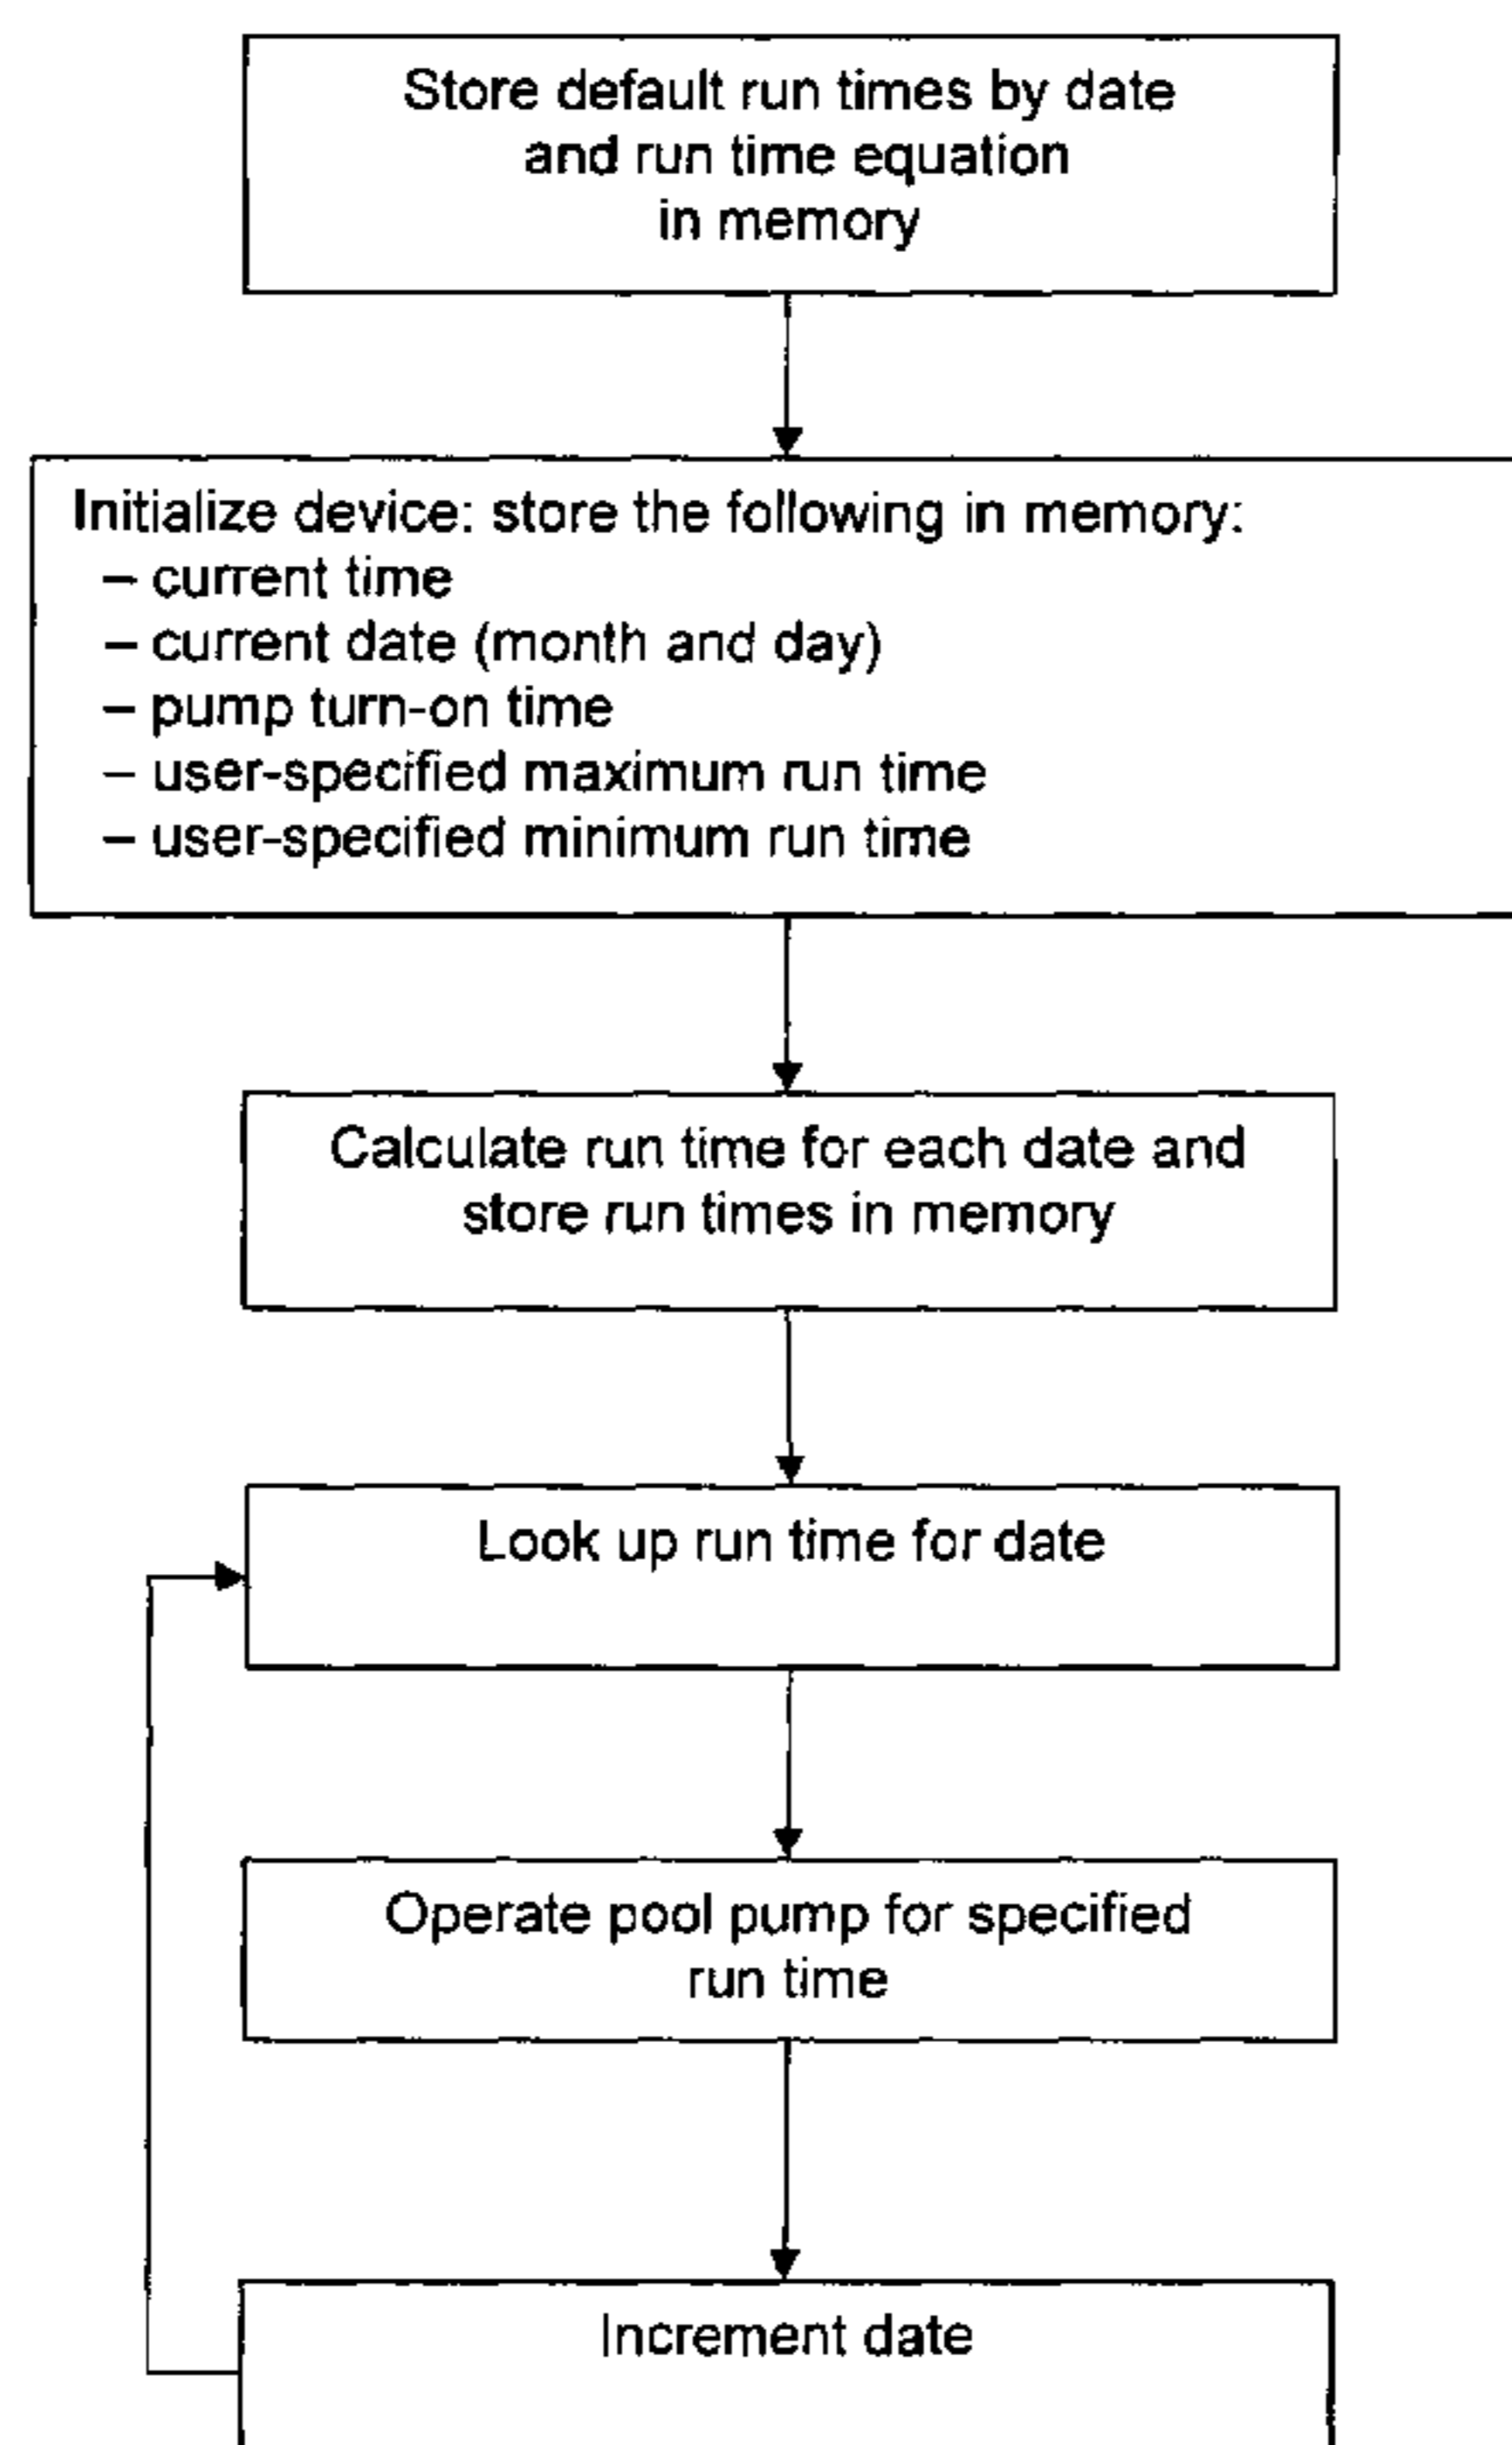 Store default run times by date
and run time equation
in memory
Initialize device: store the following in memory:
– current time
– current date (month and day)
– pump turn-on time
– user-specified maximum run time
– user-specified minimum run time
Calculate run time for each date and
store run times in memory
Look up run time for date
Operate pool pump for specified
run time
Increment date